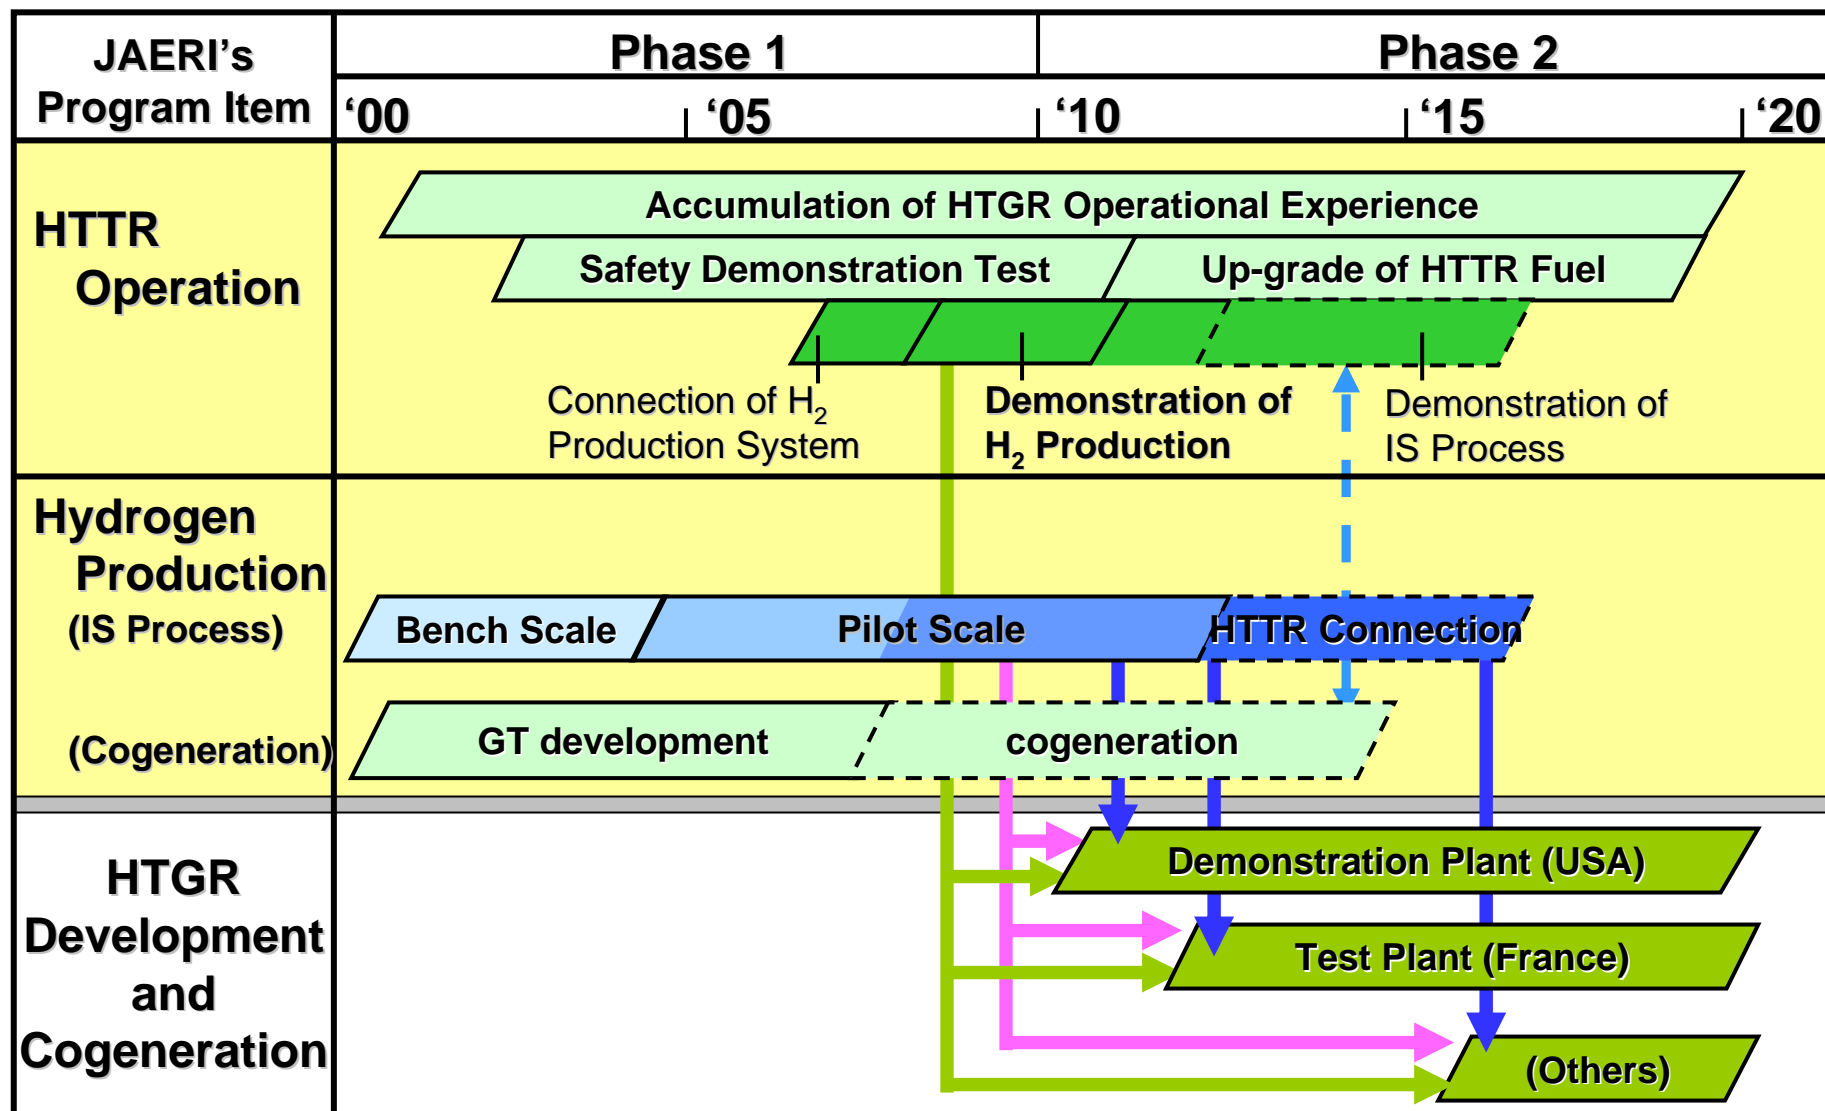 JAERI's
Program Item
Phase 1
Phase 2
‘00
‘05
‘10
‘15
‘20
HTTR
Operation
Accumulation of HTGR Operational Experience
Safety Demonstration Test
Up-grade of HTTR Fuel
Connection of H2
Production System
Demonstration of
H2 Production
Demonstration of
IS Process
Hydrogen
Production
(IS Process)
Bench Scale
Pilot Scale
HTTR Connection
(Cogeneration)
GT development
cogeneration
HTGR
Development
and
Cogeneration
Demonstration Plant (USA)
Test Plant (France)
(Others)